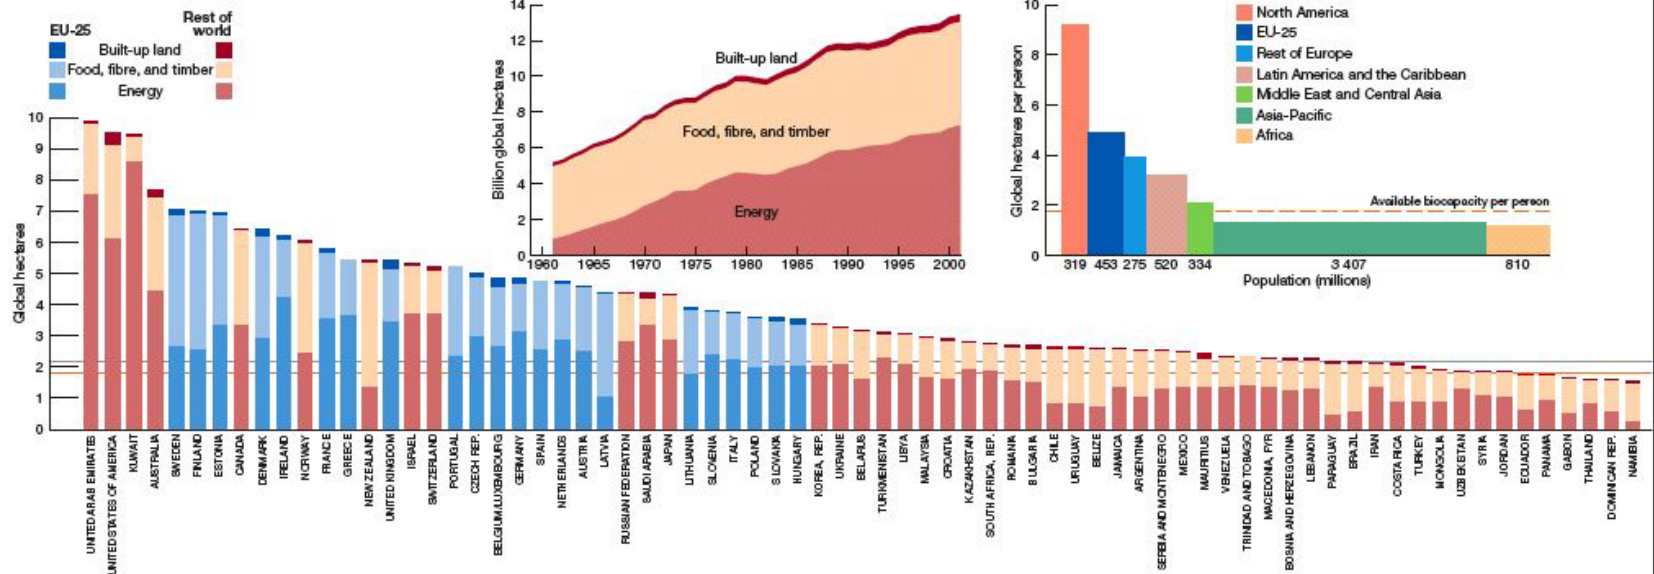 EU-25
Rest of
world
Built-up land
Food, fibre, and timber
Energy
Global hectares
10
9
8
7
6
5
4
3
2
1
0
UNITED ARAB EMIRATES
UNITED STATES OF AMERICA
KUWAIT
AUSTRALIA
SWEDEN
FINLAND
ESTONIA
CANADA
DENMARK
IRELAND
NORWAY
FRANCE
GREECE
NEW ZEALAND
UNITED KINGDOM
ISRAEL
SWITZERLAND
PORTUGAL
CZECH REP.
BELGIUM/LUXEMBOURG
GERMANY
SPAIN
NETHERLANDS
AUSTRIA
LATVIA
RUSSIAN FEDERATION
SAUDI ARABIA
JAPAN
LITHUANIA
SLOVENIA
ITALY
POLAND
SLOVAKIA
HUNGARY
KOREA, REP.
UKRAINE
BELARUS
TURKMENISTAN
LIBYA
MALAYSIA
CROATIA
KAZAKHSTAN
SOUTH AFRICA, REP.
ROMANIA
BULGARIA
CHILE
URUGUAY
BELIZE
JAMAICA
ARGENTINA
SERBIA AND MONTENEGRO
MEXICO
MAURITIUS
VENEZUELA
TRINIDAD AND TOBAGO
MACEDONIA, FYR
BOSNIA AND HERZEGOVINA
LEBANON
PARAGUAY
BRAZIL
IRAN
COSTA RICA
TURKEY
MONGOLIA
UZBEKISTAN
SYRIA
JORDAN
ECUADOR
PANAMA
GABON
THAILAND
DOMINICAN REP.
NAMIBIA
Billion global hectares
14
12
10
8
6
4
2
0
Built-up land
Food, fibre, and timber
Energy
1960 1965 1970 1975 1980 1985 1990 1995 2000
Global hectares per person
10
8
6
4
2
0
North America
EU-25
Rest of Europe
Latin America and the Caribbean
Middle East and Central Asia
Asia-Pacific
Africa
Available biocapacity per person
319 453 275 520 334 3 407 810
Population (millions)